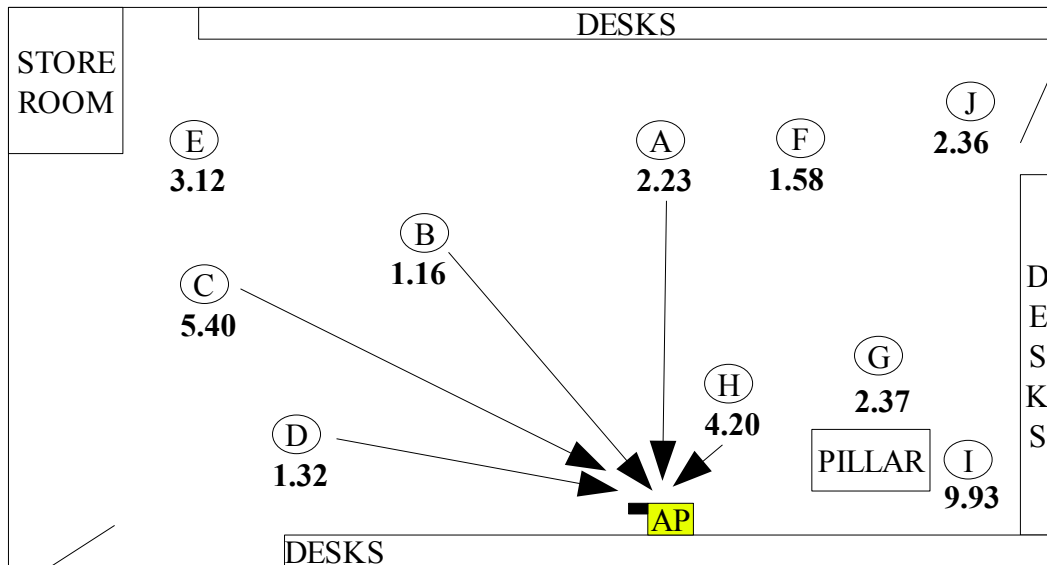 DESKS
STORE
ROOM
J
2.36
E
3.12
A
2.23
F
1.58
B
1.16
C
5.40
D
E
S
K
S
G
2.37
H
4.20
D
1.32
PILLAR
I
9.93
AP
DESKS